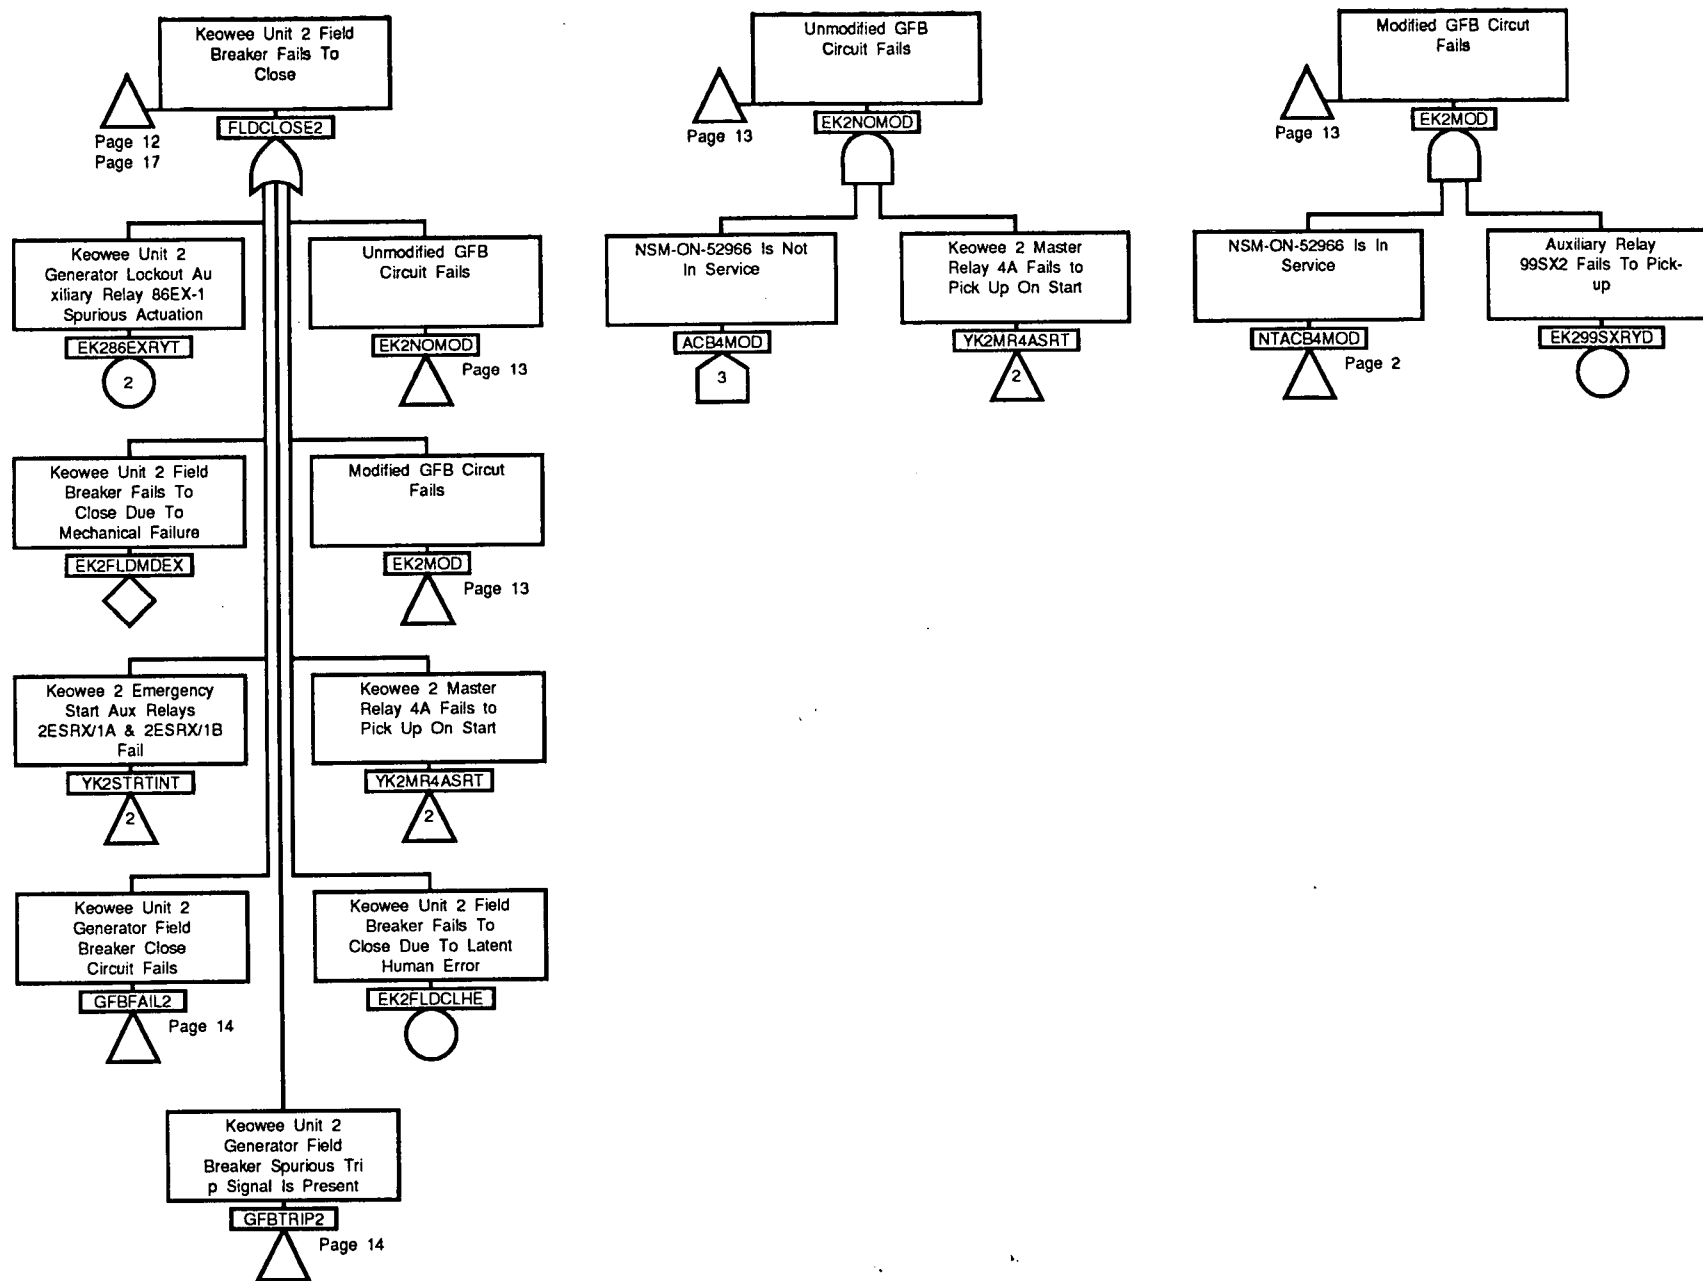 Keowee Unit 2 Field
Breaker Fails To
Close
Page 12
Page 17
FLDCLOSE2
Keowee Unit 2
Generator Lockout Au
xiliary Relay 86EX-1
Spurious Actuation
EK286EXRYT
2
Unmodified GFB
Circuit Fails
EK2NOMOD
Page 13
Keowee Unit 2 Field
Breaker Fails To
Close Due To
Mechanical Failure
EK2FLDMDEX
Modified GFB Circut
Fails
EK2MOD
Page 13
Keowee 2 Emergency
Start Aux Relays
2ESRX/1A & 2ESRX/1B
Fail
YK2STRTINT
2
Keowee 2 Master
Relay 4A Fails to
Pick Up On Start
YK2MR4ASRT
2
Keowee Unit 2
Generator Field
Breaker Close
Circuit Fails
GFBFAIL2
Page 14
Keowee Unit 2 Field
Breaker Fails To
Close Due To Latent
Human Error
EK2FLDCLHE
Keowee Unit 2
Generator Field
Breaker Spurious Tri
p Signal Is Present
GFBTRIP2
Page 14
Unmodified GFB
Circuit Fails
Page 13
EK2NOMOD
NSM-ON-52966 Is Not
In Service
ACB4MOD
3
Keowee 2 Master
Relay 4A Fails to
Pick Up On Start
YK2MR4ASRT
2
Modified GFB Circut
Fails
Page 13
EK2MOD
NSM-ON-52966 Is In
Service
NTACB4MOD
Page 2
Auxiliary Relay
99SX2 Fails To Pick-
up
EK299SXRYD